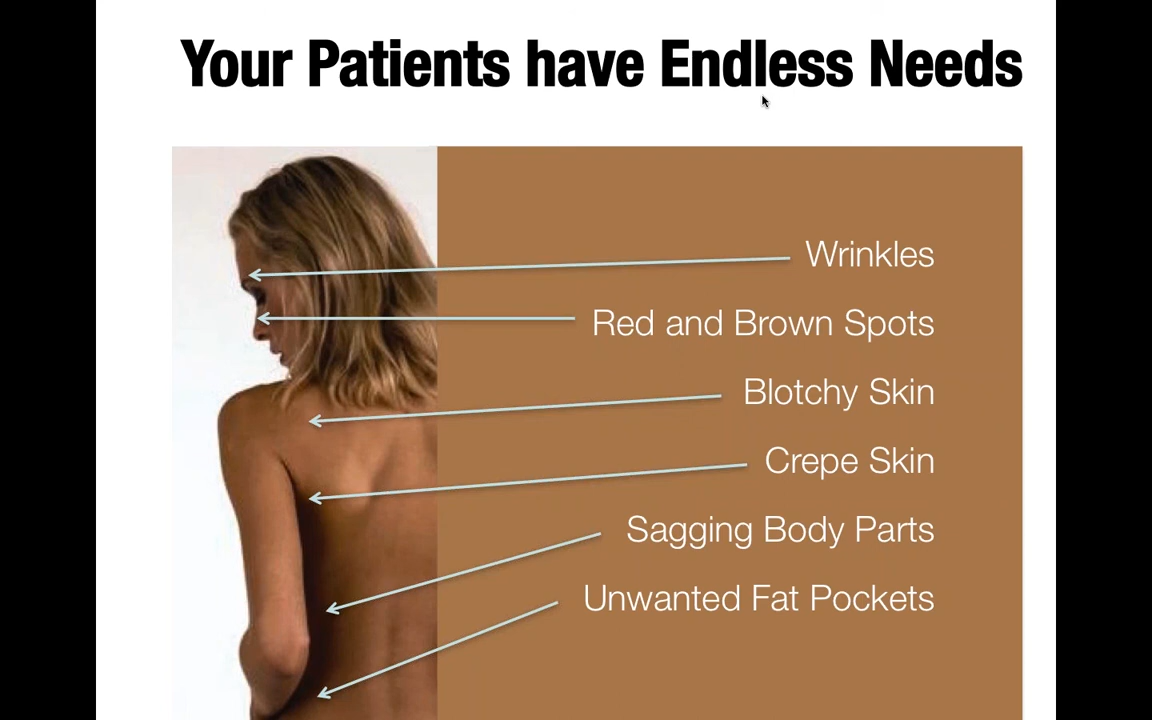 Your Patients have Endless Needs
Wrinkles
Red and Brown Spots
Blotchy Skin
Crepe Skin
Sagging Body Parts
Unwanted Fat Pockets